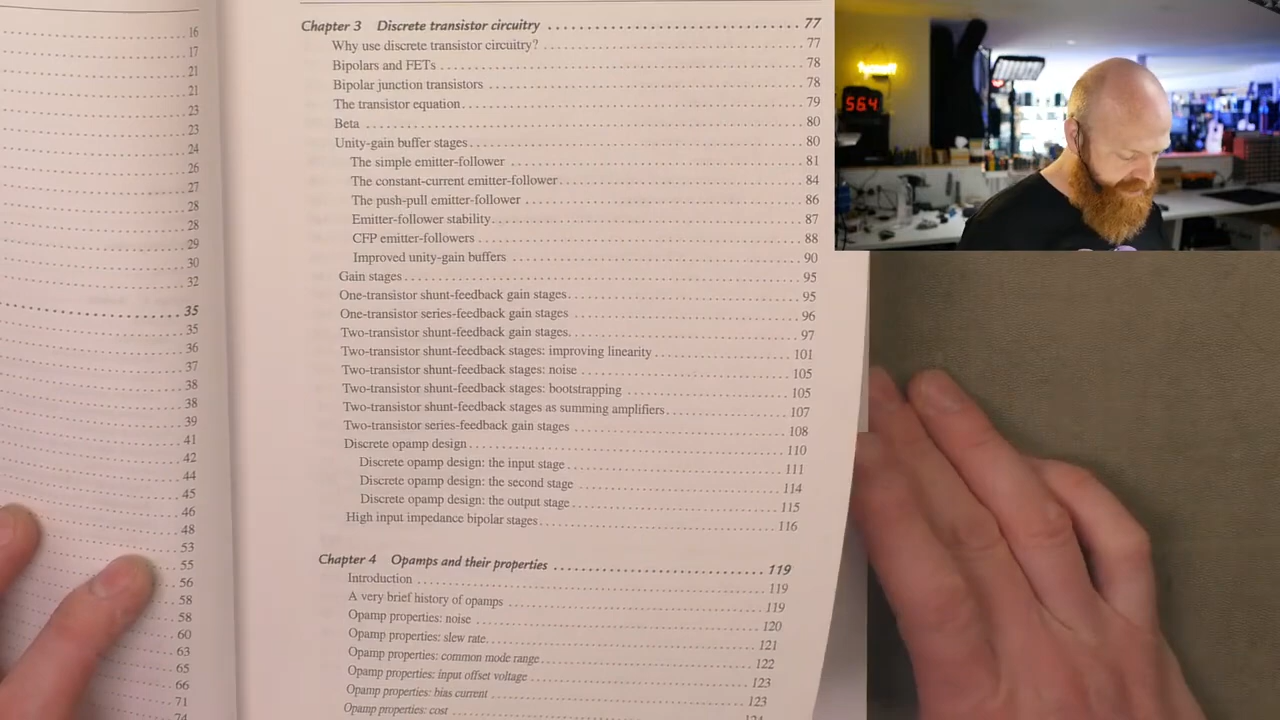 16
17
21
21
23
23
24
26
27
28
28
29
30
32
35
35
36
37
38
38
39
41
42
44
45
46
48
53
55
56
58
58
60
63
65
66
71
74
Chapter 3 Discrete transistor circuitry 77
Why use discrete transistor circuitry? 77
Bipolars and FETs 78
Bipolar junction transistors 78
The transistor equation 79
Beta 80
Unity-gain buffer stages 80
The simple emitter-follower 81
The constant-current emitter-follower 84
The push-pull emitter-follower 86
Emitter-follower stability 87
CFP emitter-followers 88
Improved unity-gain buffers 90
Gain stages 95
One-transistor shunt-feedback gain stages 95
One-transistor series-feedback gain stages 96
Two-transistor shunt-feedback gain stages 97
Two-transistor shunt-feedback stages: improving linearity 101
Two-transistor shunt-feedback stages: noise 105
Two-transistor shunt-feedback stages: bootstrapping 105
Two-transistor shunt-feedback stages as summing amplifiers 107
Two-transistor series-feedback gain stages 108
Discrete opamp design 110
Discrete opamp design: the input stage 111
Discrete opamp design: the second stage 114
Discrete opamp design: the output stage 115
High input impedance bipolar stages 116
Chapter 4 Opamps and their properties 119
Introduction 119
A very brief history of opamps 119
Opamp properties: noise 120
Opamp properties: slew rate 121
Opamp properties: common mode range 122
Opamp properties: input offset voltage 123
Opamp properties: bias current 123
Opamp properties: cost 124
564